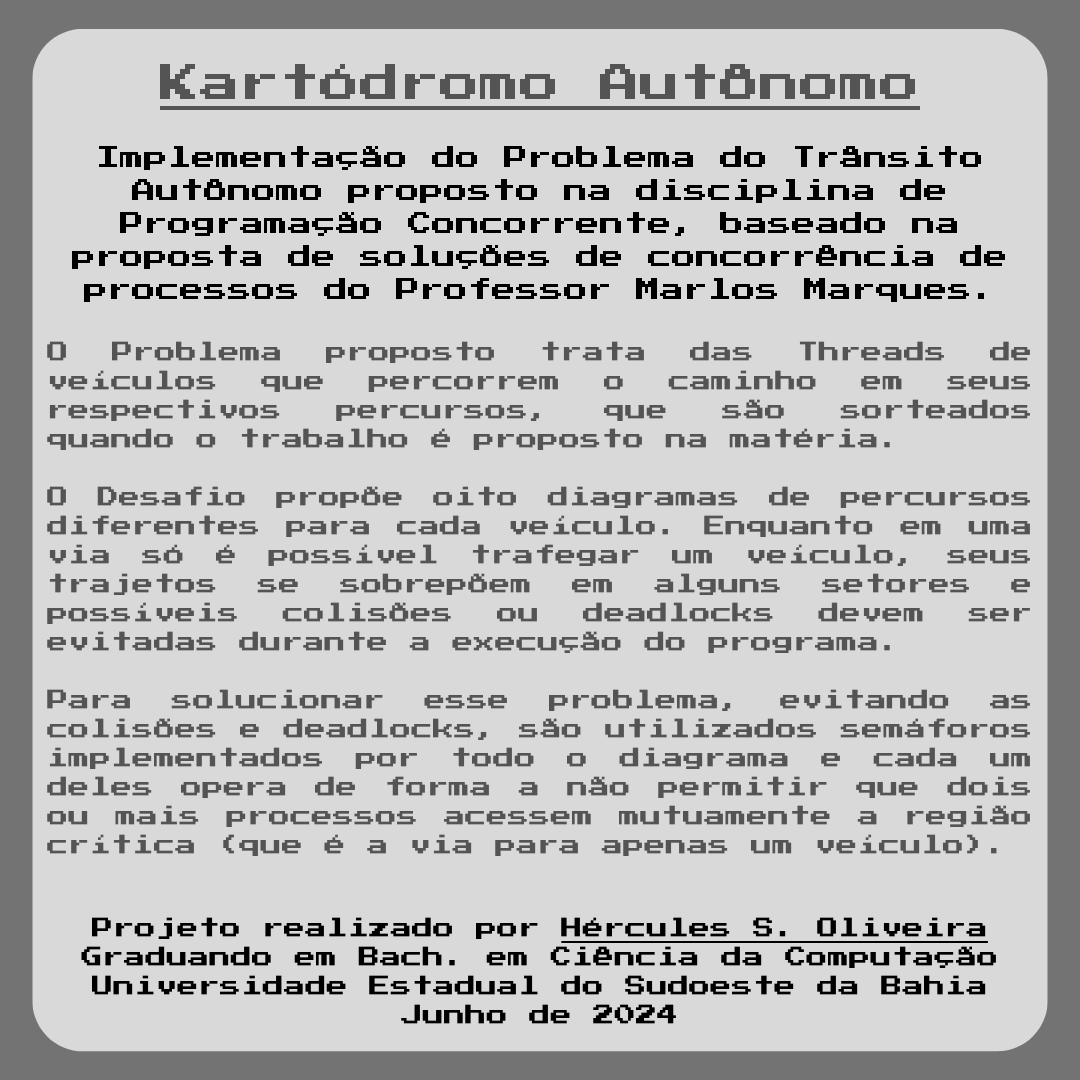 Kartódromo Autônomo
Implementação do Problema do Trânsito
Autônomo proposto na disciplina de
Programação Concorrente, baseado na
proposta de soluções de concorrência de
processos do Professor Marlos Marques.
O Problema proposto trata das Threads de
veículos que percorrem o caminho em seus
respectivos percursos, que são sorteados
quando o trabalho é proposto na matéria.
O Desafio propõe oito diagramas de percursos
diferentes para cada veículo. Enquanto em uma
via só é possível trafegar um veículo, seus
trajetos se sobrepõem em alguns setores e
possíveis colisões ou deadlocks devem ser
evitadas durante a execução do programa.
Para solucionar esse problema, evitando as
colisões e deadlocks, são utilizados semáforos
implementados por todo o diagrama e cada um
deles opera de forma a não permitir que dois
ou mais processos acessem mutuamente a região
crítica (que é a via para apenas um veículo).
Projeto realizado por Hércules S. Oliveira
Graduando em Bach. em Ciência da Computação
Universidade Estadual do Sudoeste da Bahia
Junho de 2024